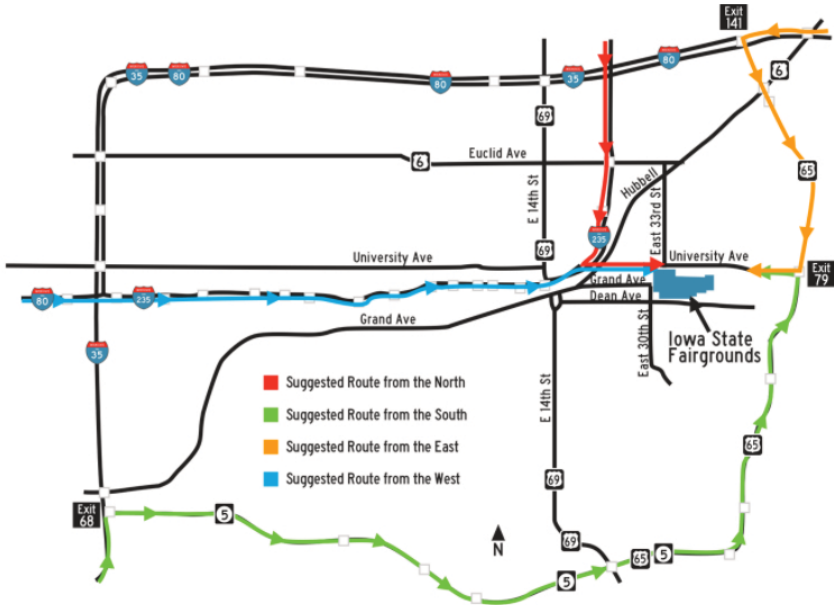 Exit
141
35
80
80
35
80
6
69
Euclid Ave
6
Hubbell
E 14th St
East 33rd St
65
69
235
University Ave
University Ave
Exit
79
80
235
Grand Ave
Dean Ave
Grand Ave
35
East 30th St
Iowa State
Fairgrounds
Suggested Route from the North
Suggested Route from the South
Suggested Route from the East
Suggested Route from the West
E 14th St
65
69
Exit
68
5
N
69
65
5
5